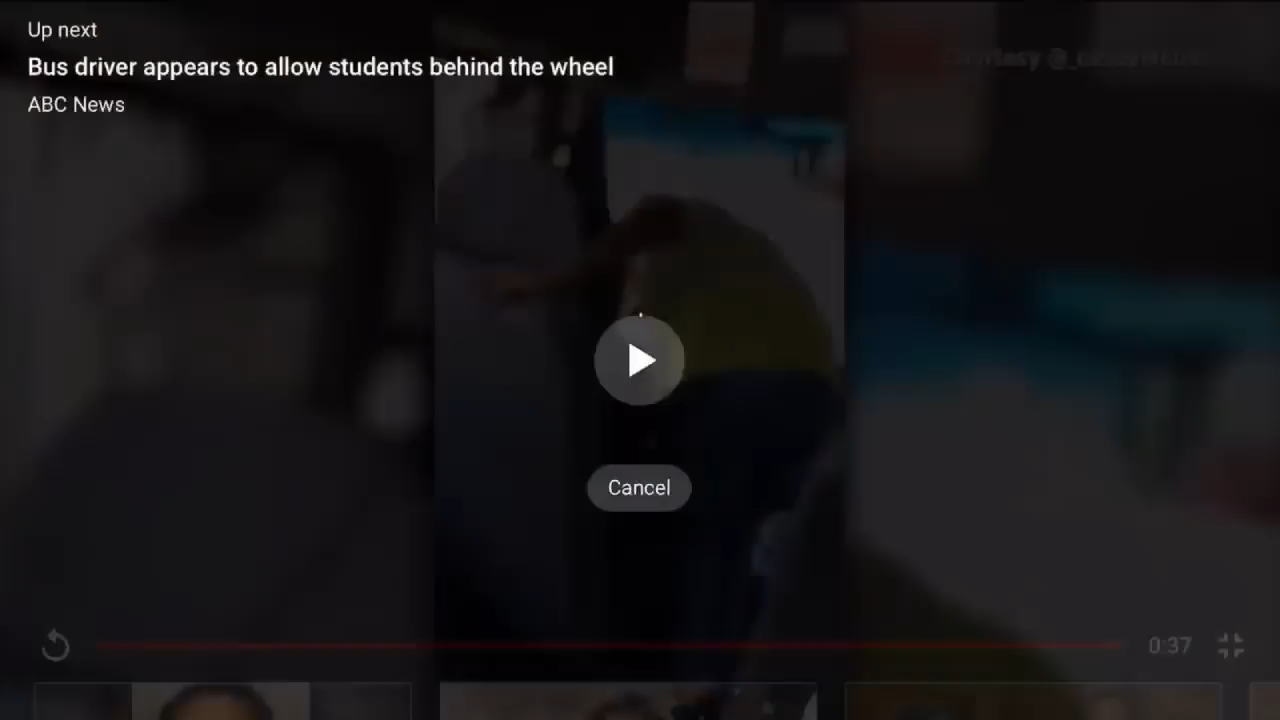 Up next
Bus driver appears to allow students behind the wheel
ABC News
Cancel
0:37